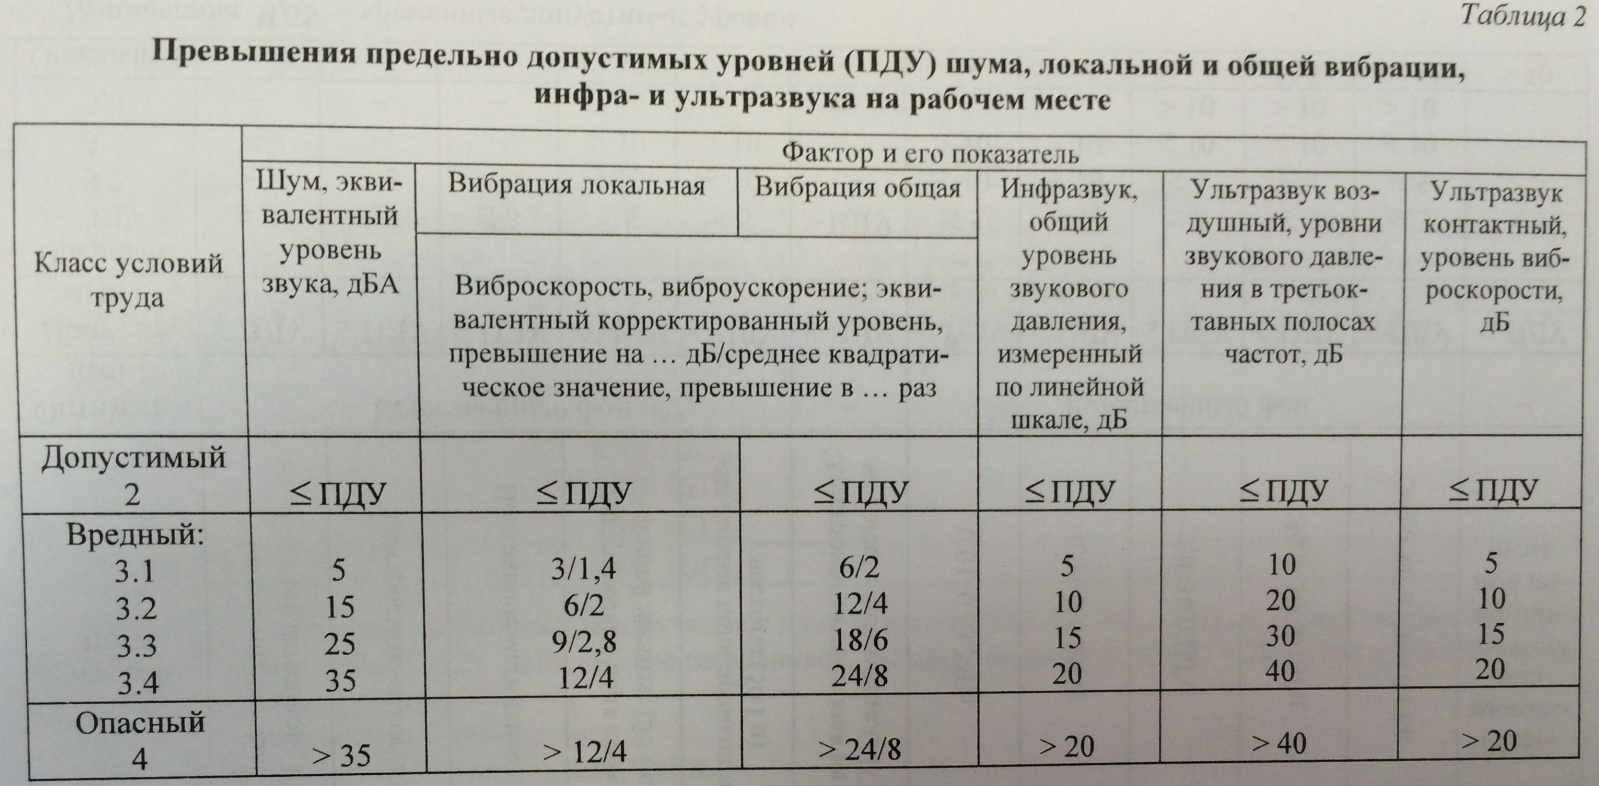 Таблица 2
Превышения предельно допустимых уровней (ПДУ) шума, локальной и общей вибрации,
инфра- и ультразвука на рабочем месте
Класс условий
труда
Фактор и его показатель
Шум, экви-
валентный
уровень
звука, дБА
Вибрация локальная
Вибрация общая
Виброскорость, виброускорение; экви-
валентный корректированный уровень,
превышение на … дБ/среднее квадрати-
ческое значение, превышение в … раз
Инфразвук,
общий
уровень
звукового
давления,
измеренный
по линейной
шкале, дБ
Ультразвук воз-
душный, уровни
звукового давле-
ния в третьок-
тавных полосах
частот, дБ
Ультразвук
контактный,
уровень виб-
роскорости,
дБ
Допустимый
2 ≤ ПДУ ≤ ПДУ ≤ ПДУ ≤ ПДУ ≤ ПДУ ≤ ПДУ
Вредный:
3.1 5 3/1,4 6/2 5 10 5
3.2 15 6/2 12/4 10 20 10
3.3 25 9/2,8 18/6 15 30 15
3.4 35 12/4 24/8 20 40 20
Опасный
4 > 35 > 12/4 > 24/8 > 20 > 40 > 20